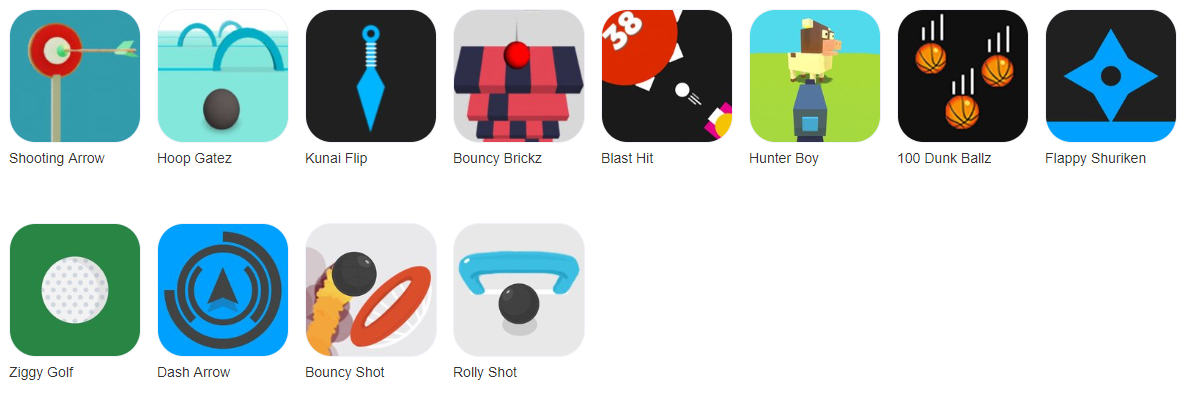 38
Shooting Arrow
Hoop Gatez
Kunai Flip
Bouncy Brickz
Blast Hit
Hunter Boy
100 Dunk Ballz
Flappy Shuriken
Ziggy Golf
Dash Arrow
Bouncy Shot
Rolly Shot